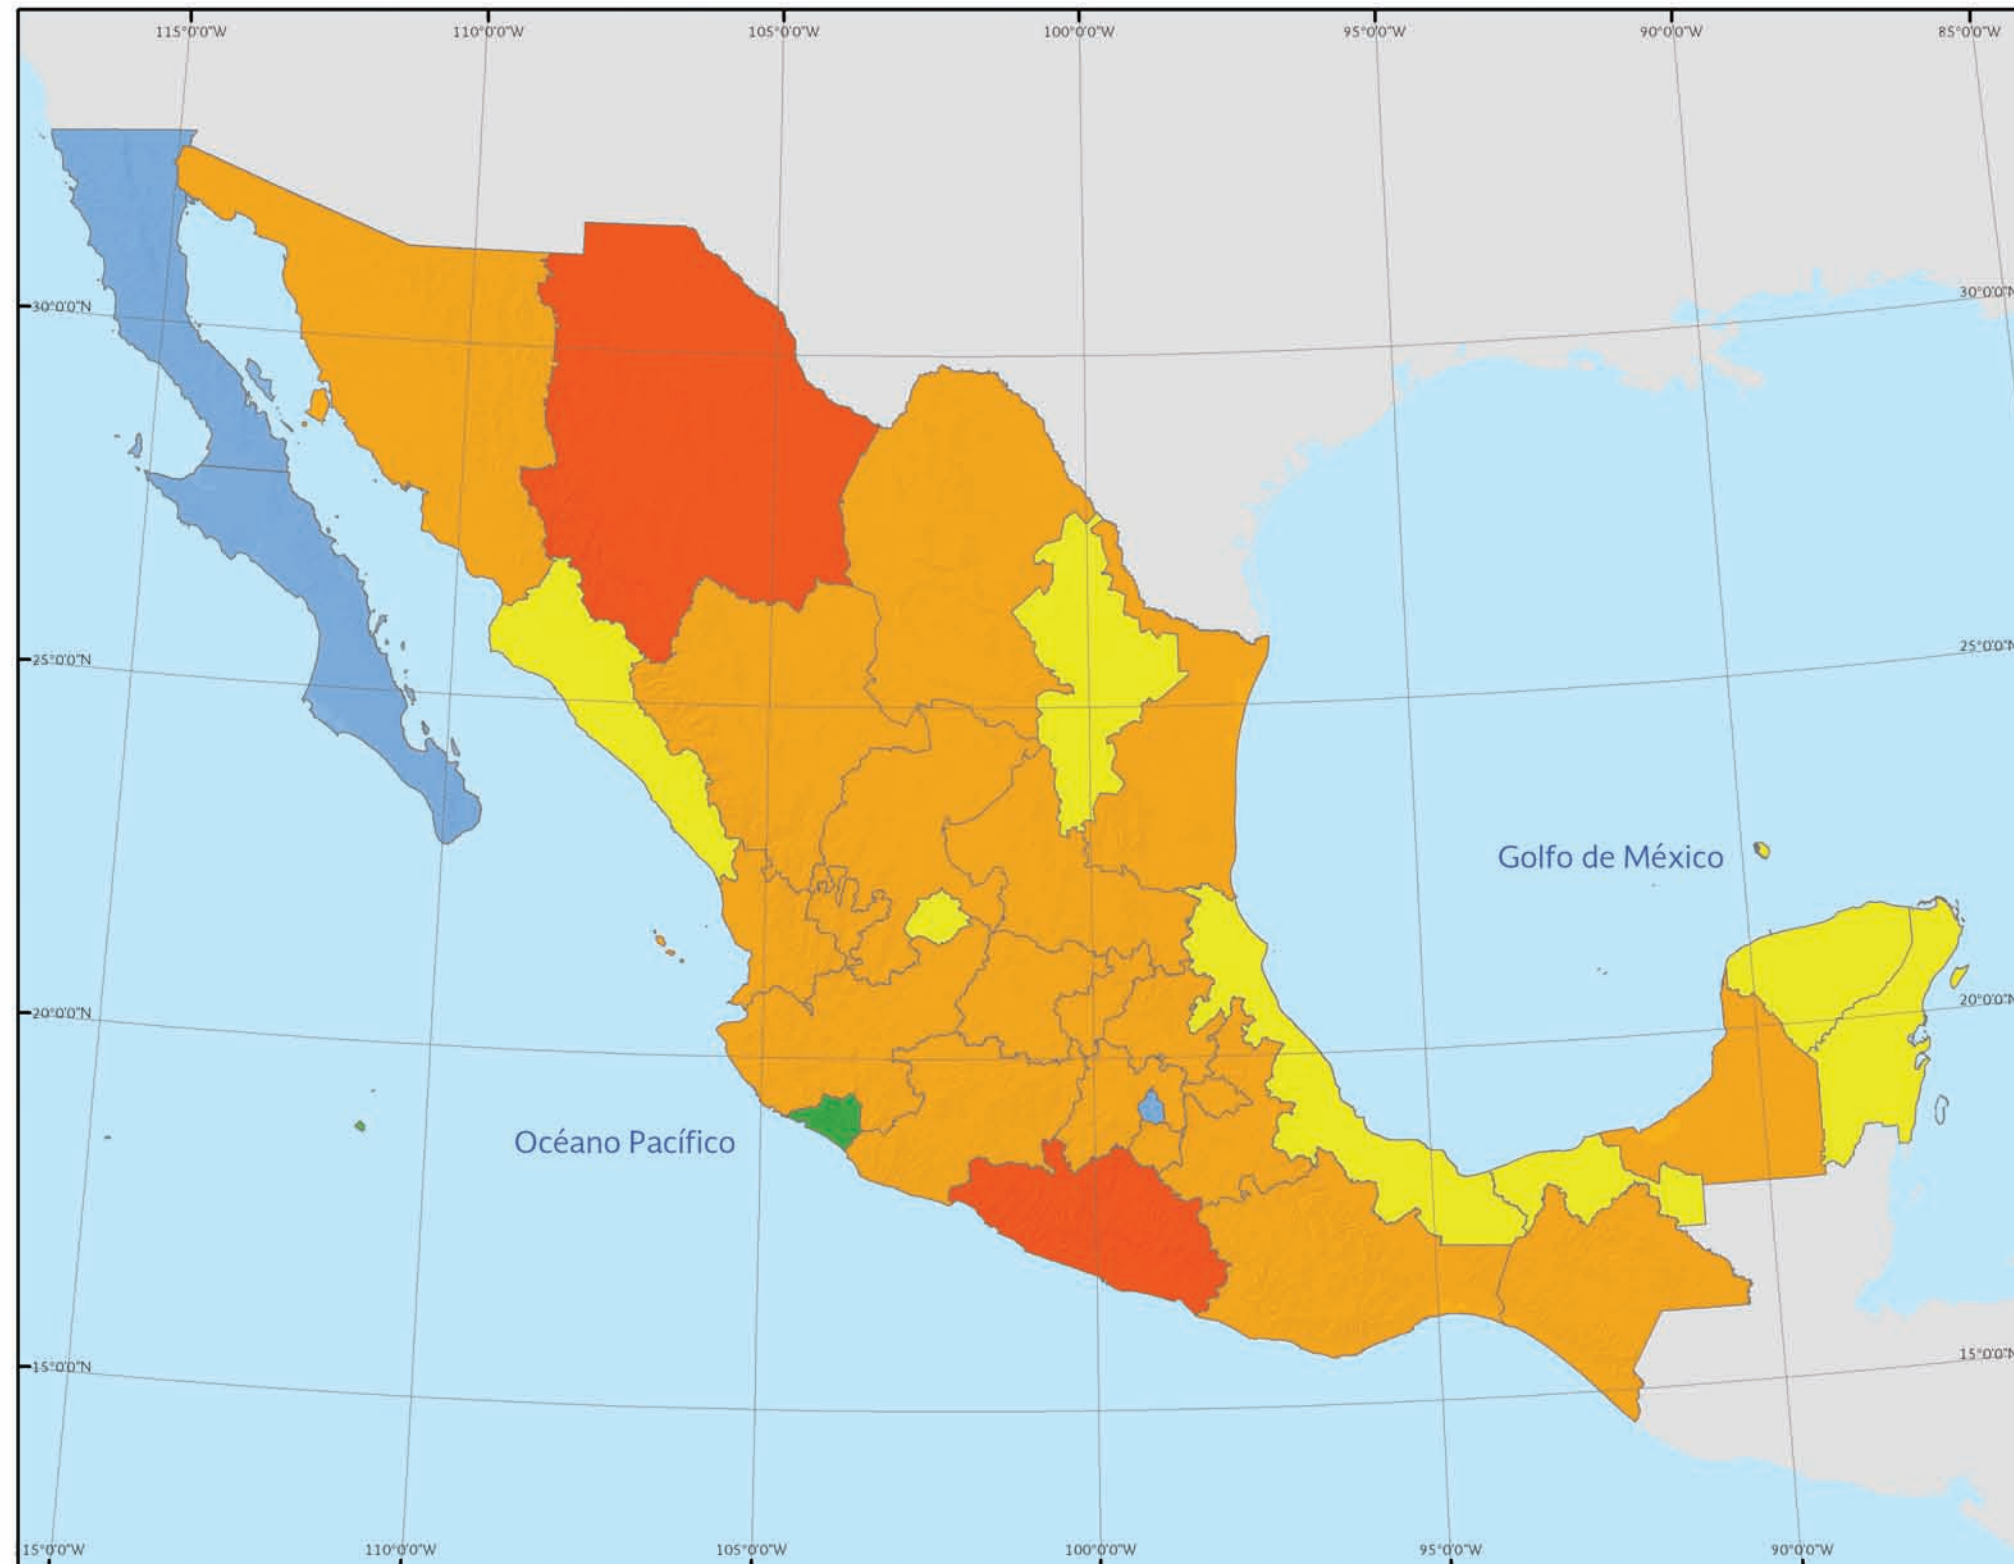 115°0'0"W 110°0'0"W 105°0'0"W 100°0'0"W 95°0'0"W 90°0'0"W 85°0'0"W
30°0'0"N 30°0'0"N
25°0'0"N 25°0'0"N
Golfo de México
20°0'0"N 20°0'0"N
Océano Pacífico
15°0'0"N 15°0'0"N
15°0'0"W 110°0'0"W 105°0'0"W 100°0'0"W 95°0'0"W 90°0'0"W